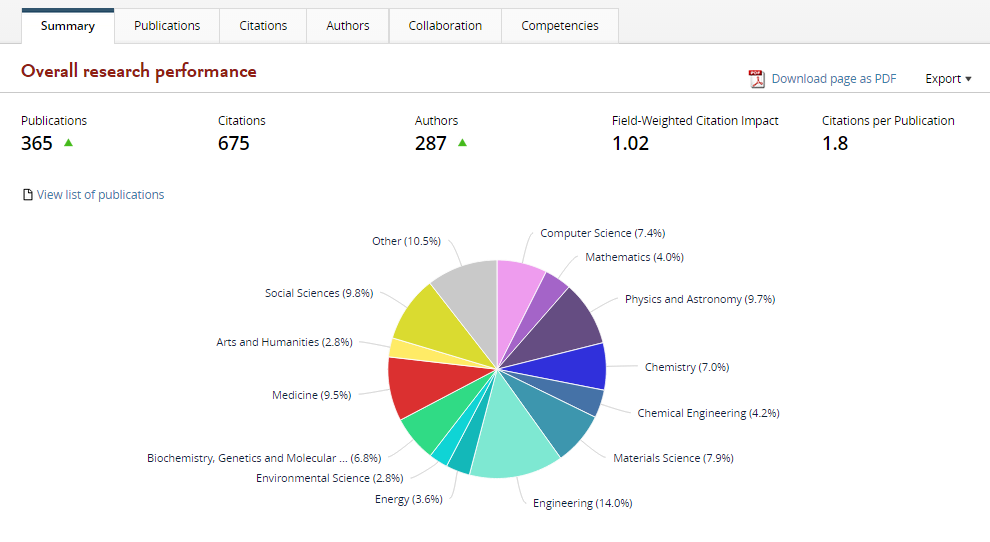 Summary Publications Citations Authors Collaboration Competencies
Overall research performance
PDF Download page as PDF Export
Publications Citations Authors Field-Weighted Citation Impact Citations per Publication
365 675 287 1.02 1.8
View list of publications
Computer Science (7.4%)
Other (10.5%)
Mathematics (4.0%)
Social Sciences (9.8%)
Physics and Astronomy (9.7%)
Arts and Humanities (2.8%)
Chemistry (7.0%)
Medicine (9.5%)
Chemical Engineering (4.2%)
Biochemistry, Genetics and Molecular ... (6.8%)
Materials Science (7.9%)
Environmental Science (2.8%)
Energy (3.6%)
Engineering (14.0%)